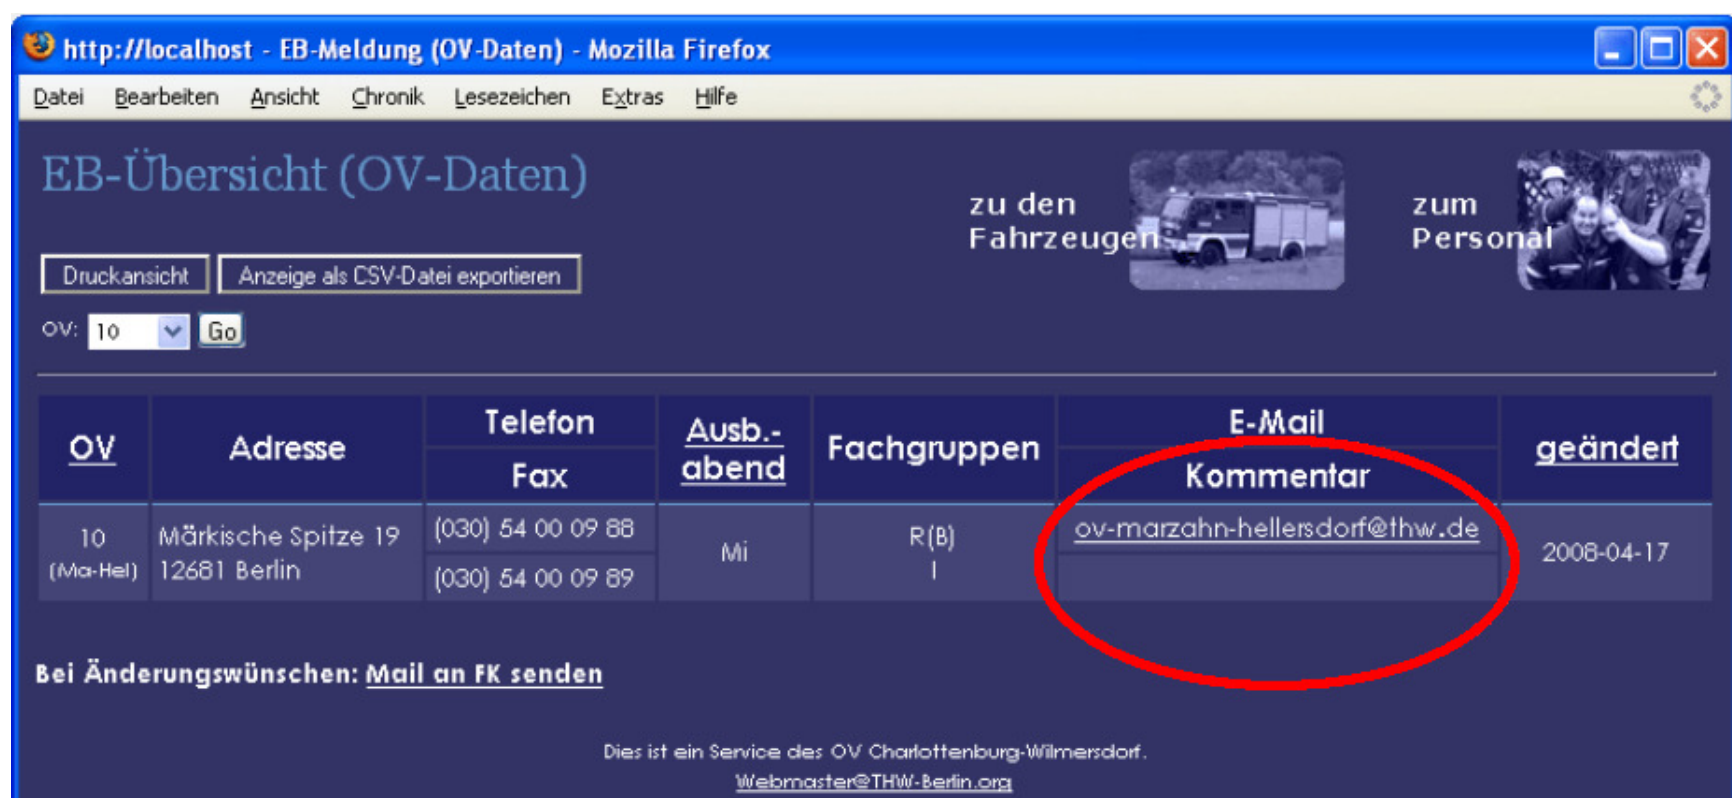 http://localhost - EB-Meldung (OV-Daten) - Mozilla Firefox
Datei Bearbeiten Ansicht Chronik Lesezeichen Extras Hilfe
EB-Übersicht (OV-Daten)
zu den
Fahrzeugen
zum
Personal
Druckansicht Anzeige als CSV-Datei exportieren
OV: 10 Go
OV Adresse Telefon Fax Ausb.-abend Fachgruppen E-Mail Kommentar geändert
10 Märkische Spitze 19 (030) 54 00 09 88 Mi R(B) ov-marzahn-hellersdorf@thw.de 2008-04-17
(Ma-Hel) 12681 Berlin (030) 54 00 09 89 I
Bei Änderungswünschen: Mail an FK senden
Dies ist ein Service des OV Charlottenburg-Wilmersdorf.
Webmaster@THW-Berlin.org